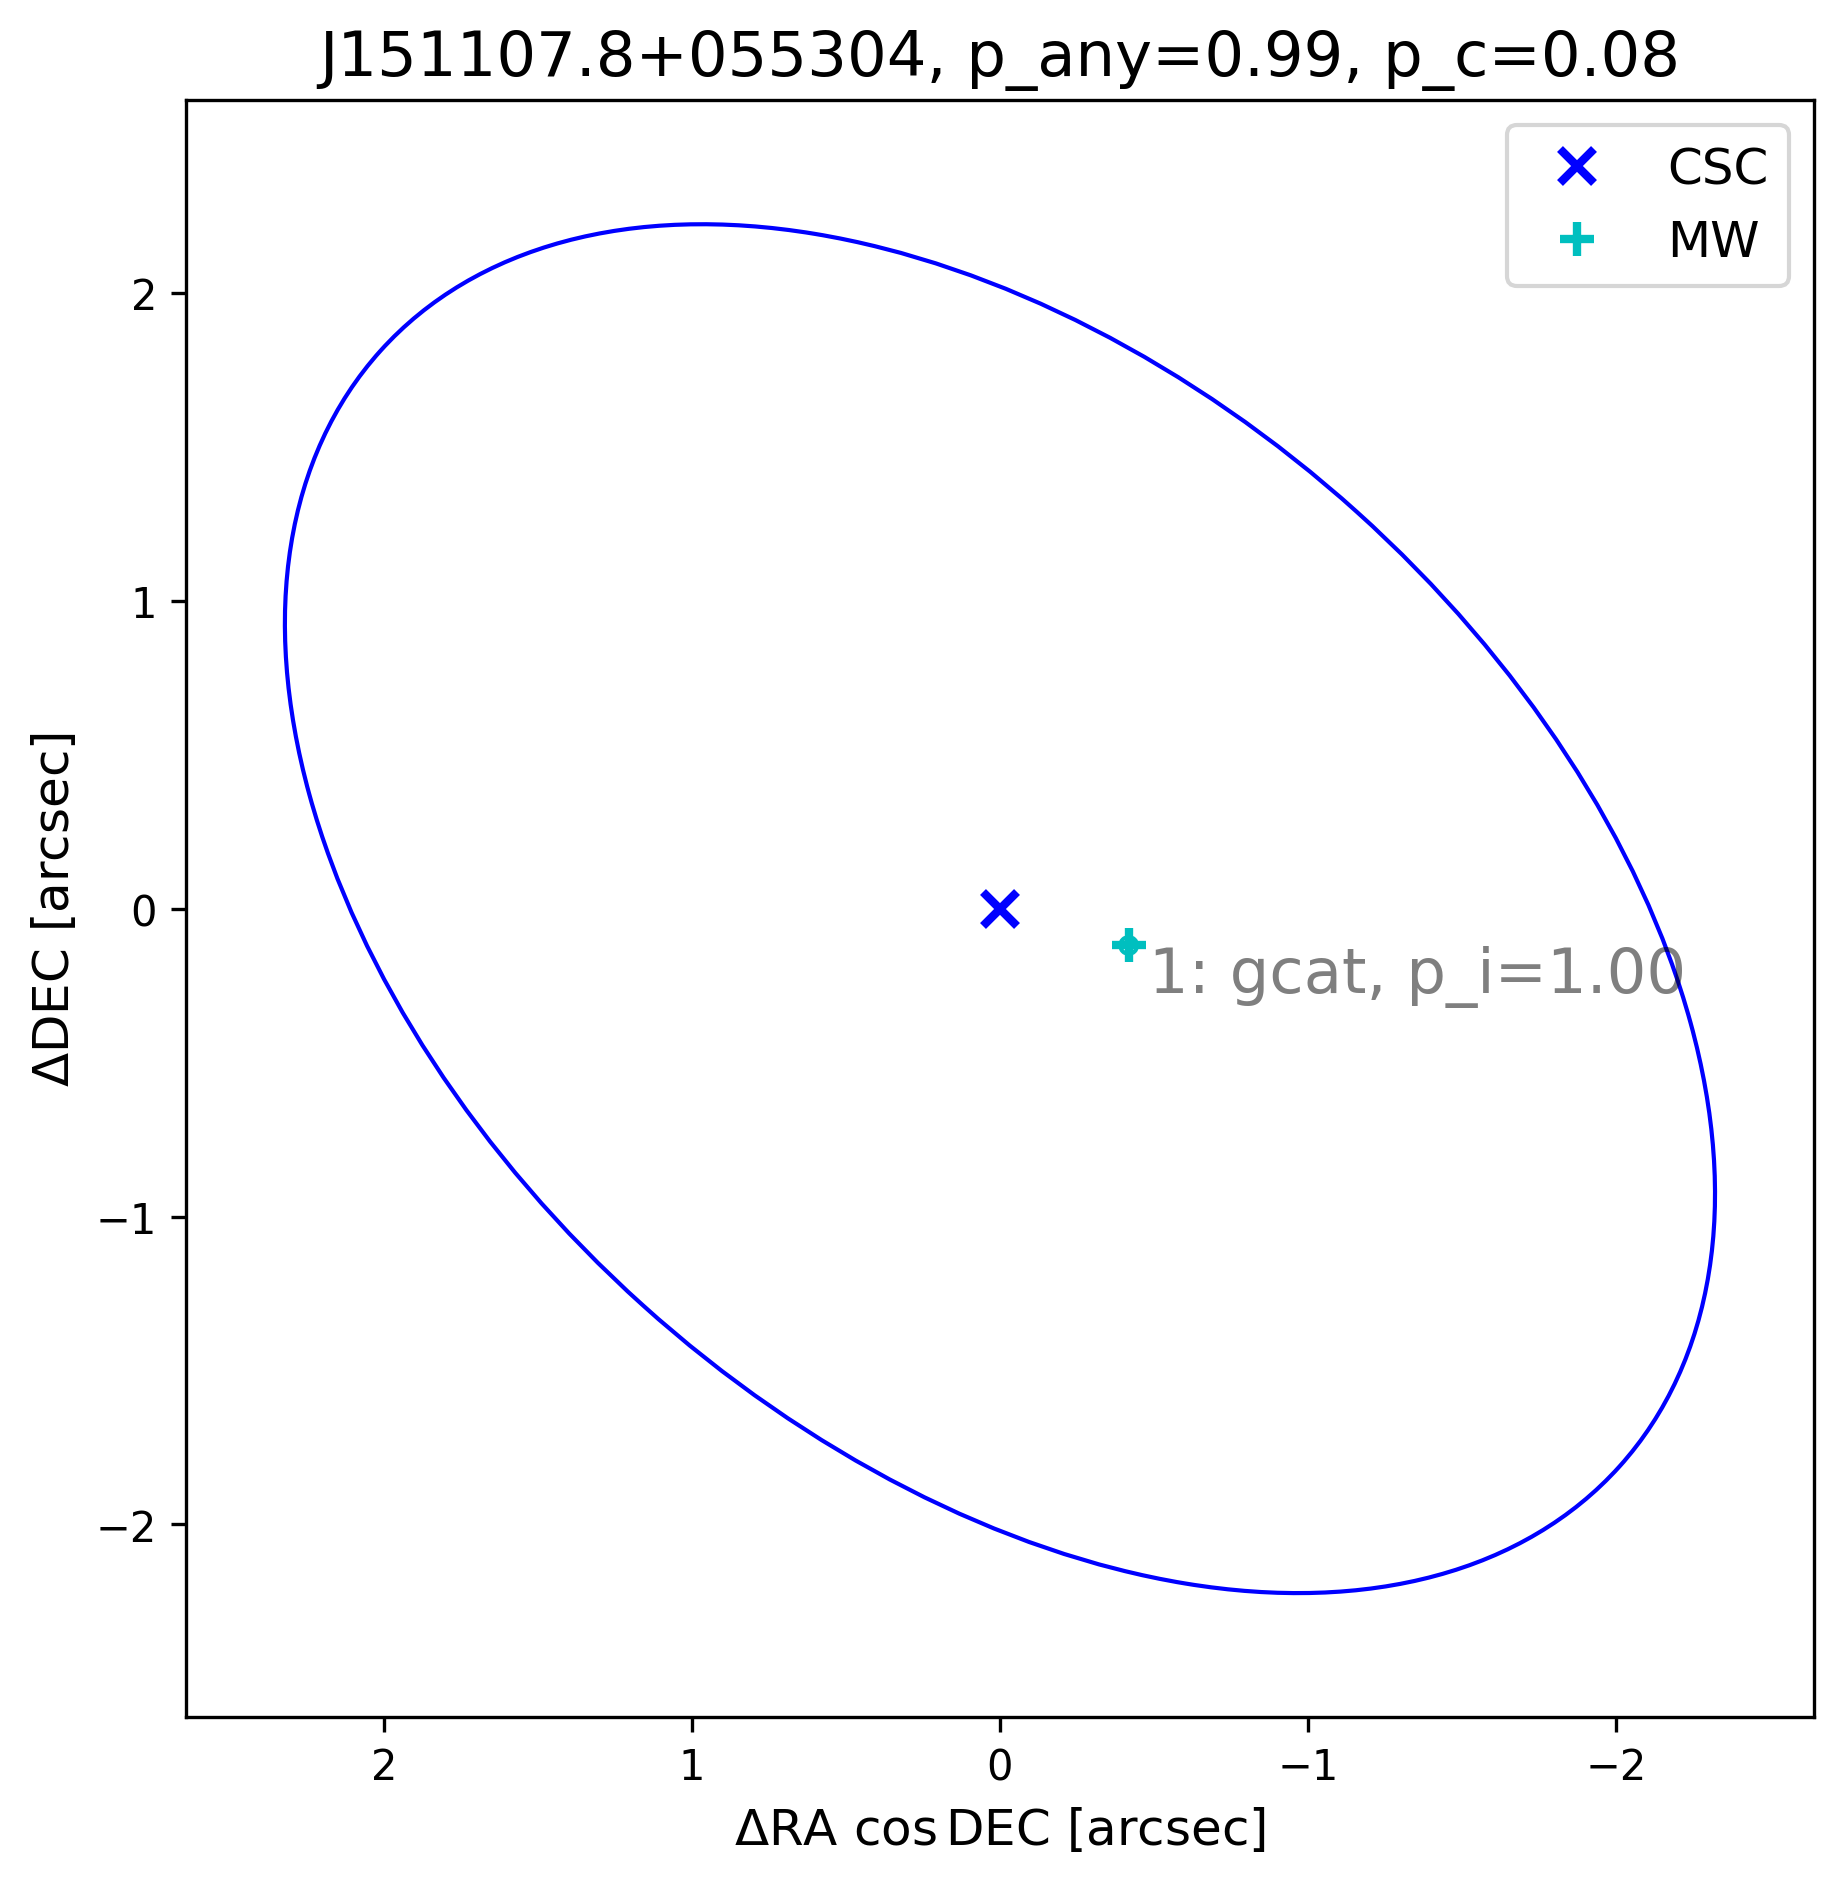 J151107.8+055304, p_any=0.99, p_c=0.08
CSC
MW
2
1
0
−1
−2
ΔDEC [arcsec]
1: gcat, p_i=1.00
2
1
0
−1
−2
ΔRA cos DEC [arcsec]